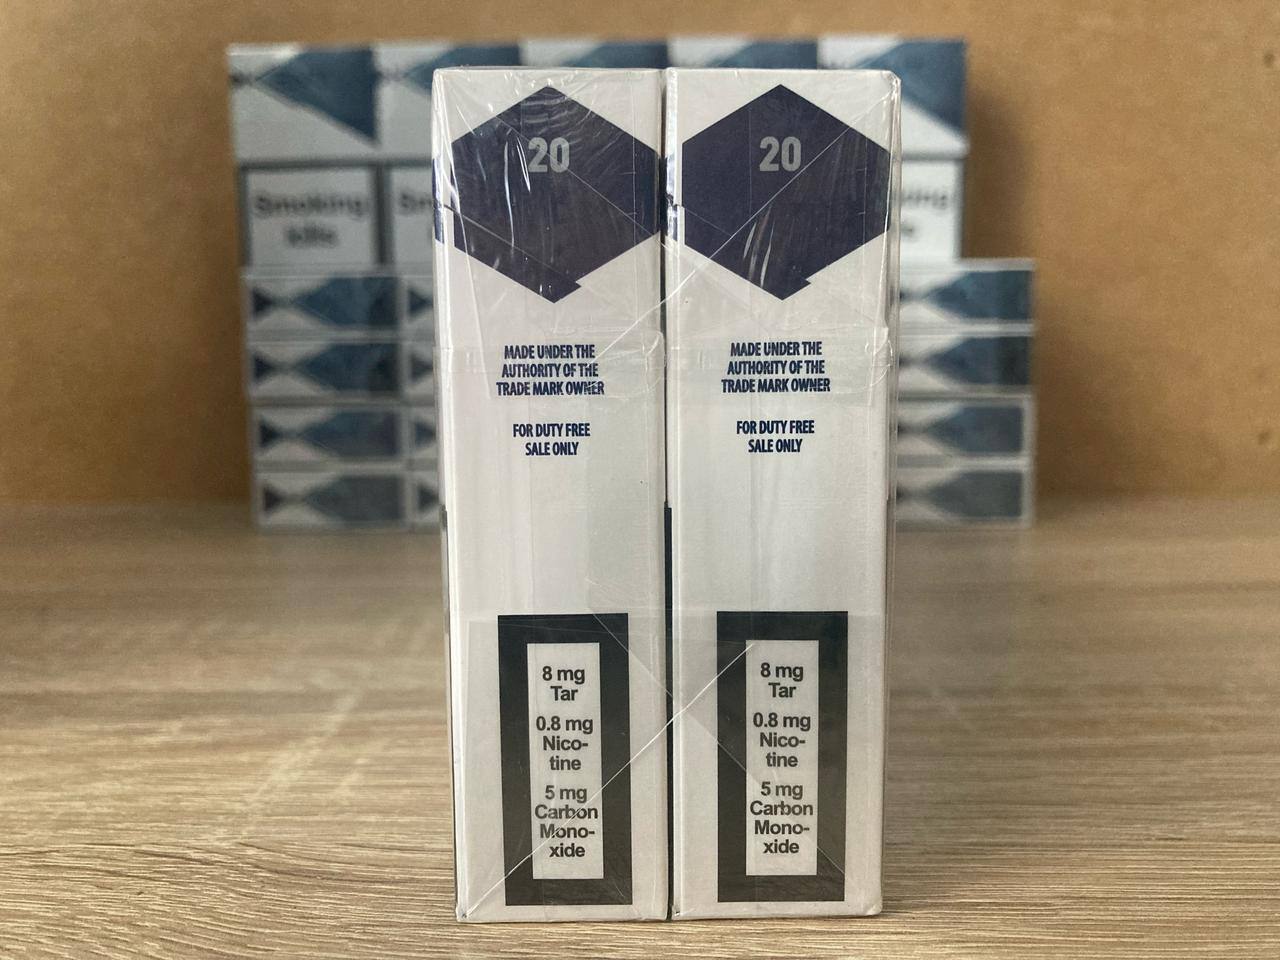 20
MADE UNDER THE
AUTHORITY OF THE
TRADE MARK OWNER
FOR DUTY FREE
SALE ONLY
8 mg
Tar
0.8 mg
Nico-
tine
5 mg
Carbon
Mono-
xide
20
MADE UNDER THE
AUTHORITY OF THE
TRADE MARK OWNER
FOR DUTY FREE
SALE ONLY
8 mg
Tar
0.8 mg
Nico-
tine
5 mg
Carbon
Mono-
xide
Smoking
kills